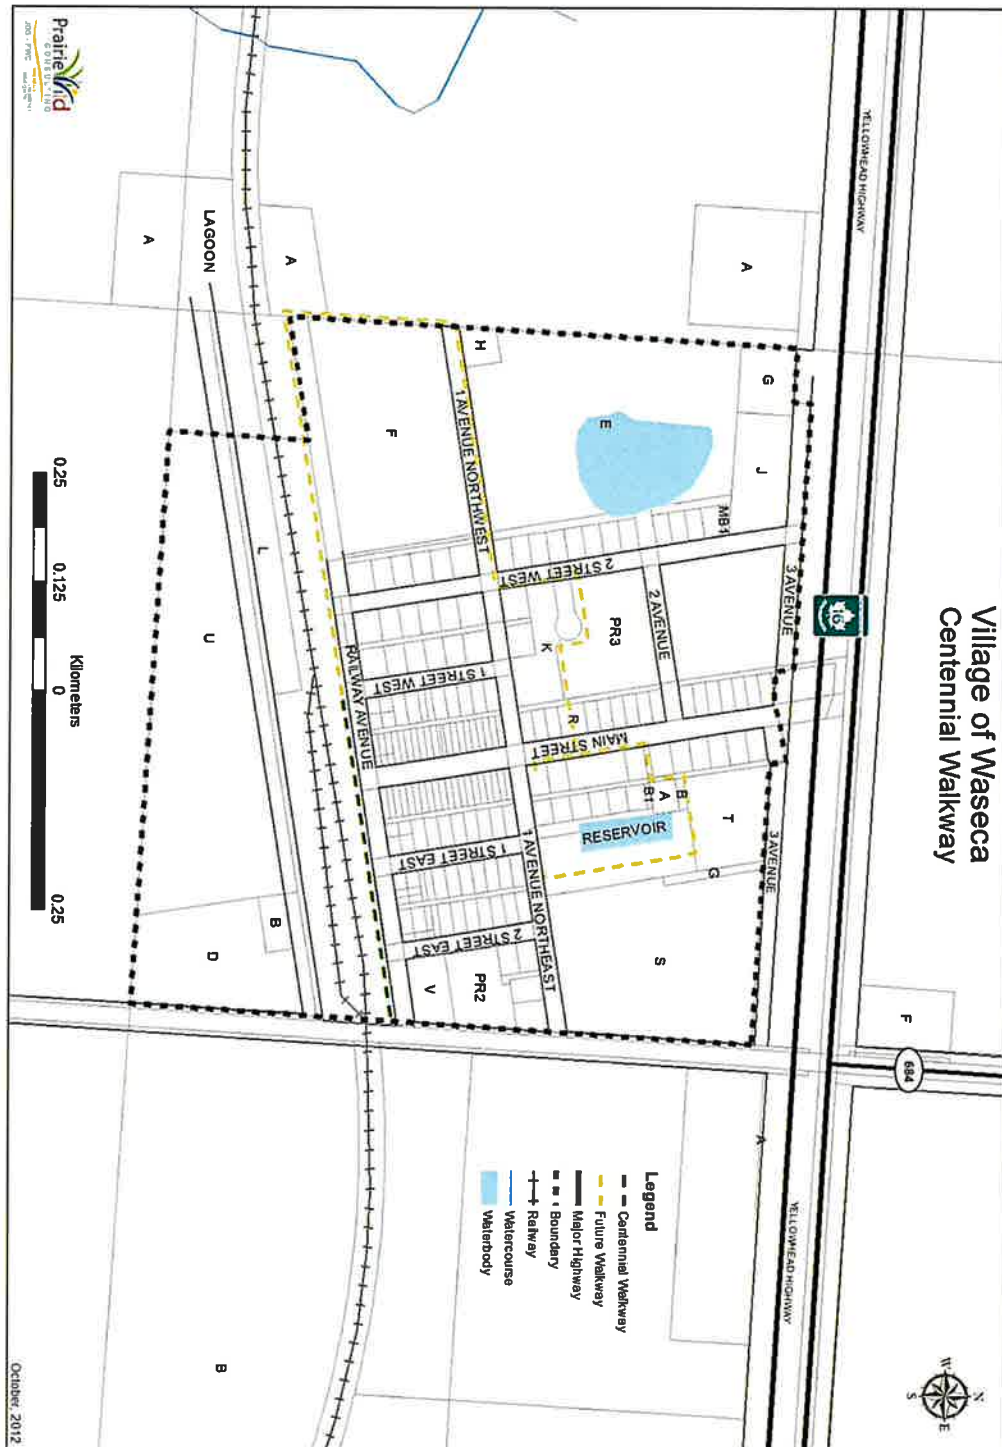 Village of Waseca
Centennial Walkway
YELLOWHEAD HIGHWAY
16
684
YELLOWHEAD HIGHWAY
F
A
A
3 AVENUE
3 AVENUE
G
J
MB1
E
H
2 AVENUE
2 STREET WEST
PR3
K
R
MAIN STREET
B
A
B1
T
G
RESERVOIR
S
1 AVENUE NORTHWEST
1 AVENUE NORTHEAST
F
1 STREET WEST
1 STREET EAST
2 STREET EAST
PR2
V
RAILWAY AVENUE
A
LAGOON
A
L
U
B
D
B
Legend
Centennial Walkway
Future Walkway
Major Highway
Boundary
Railway
Watercourse
Waterbody
0.25
0.125
0
0.25
Kilometers
N
W
E
S
Prairie Wild
CONSULTING
October, 2012